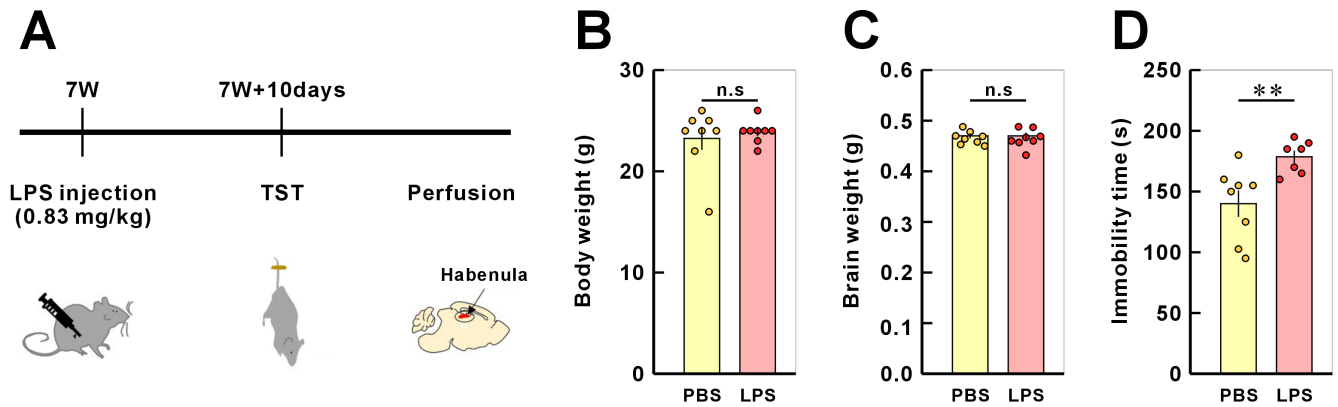 A
7W
7W+10days
LPS injection
(0.83 mg/kg)
TST
Perfusion
Habenula
B
Body weight (g)
30
20
10
0
n.s
PBS
LPS
C
Brain weight (g)
0.6
0.5
0.4
0.3
0.2
0.1
0.0
n.s
PBS
LPS
D
Immobility time (s)
250
200
150
100
50
0
**
PBS
LPS